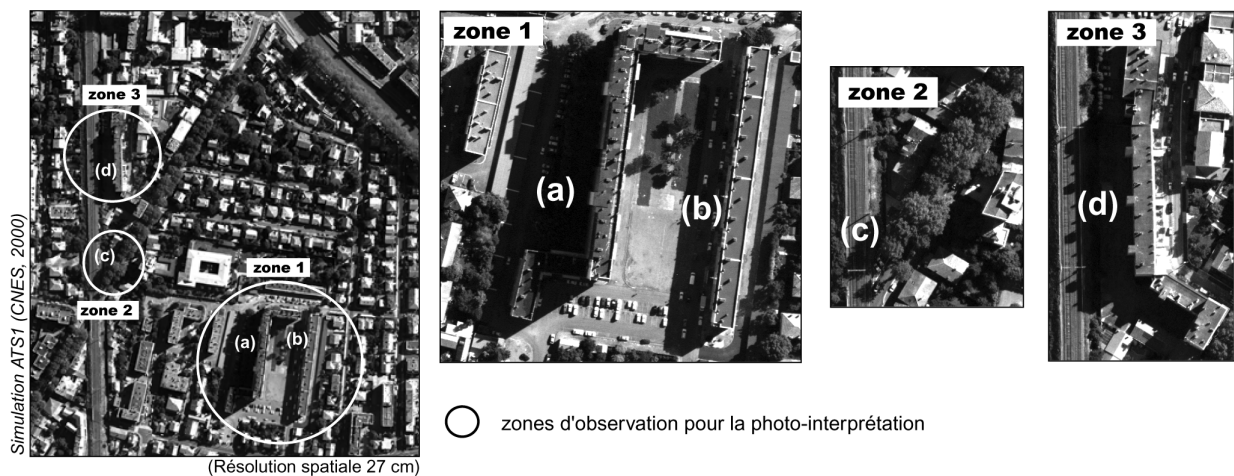 Simulation ATS1 (CNES, 2000)
zone 3
(d)
(c)
zone 2
zone 1
(a)
(b)
(Résolution spatiale 27 cm)
zone 1
(a)
(b)
zone 2
(c)
zone 3
(d)
zones d'observation pour la photo-interprétation